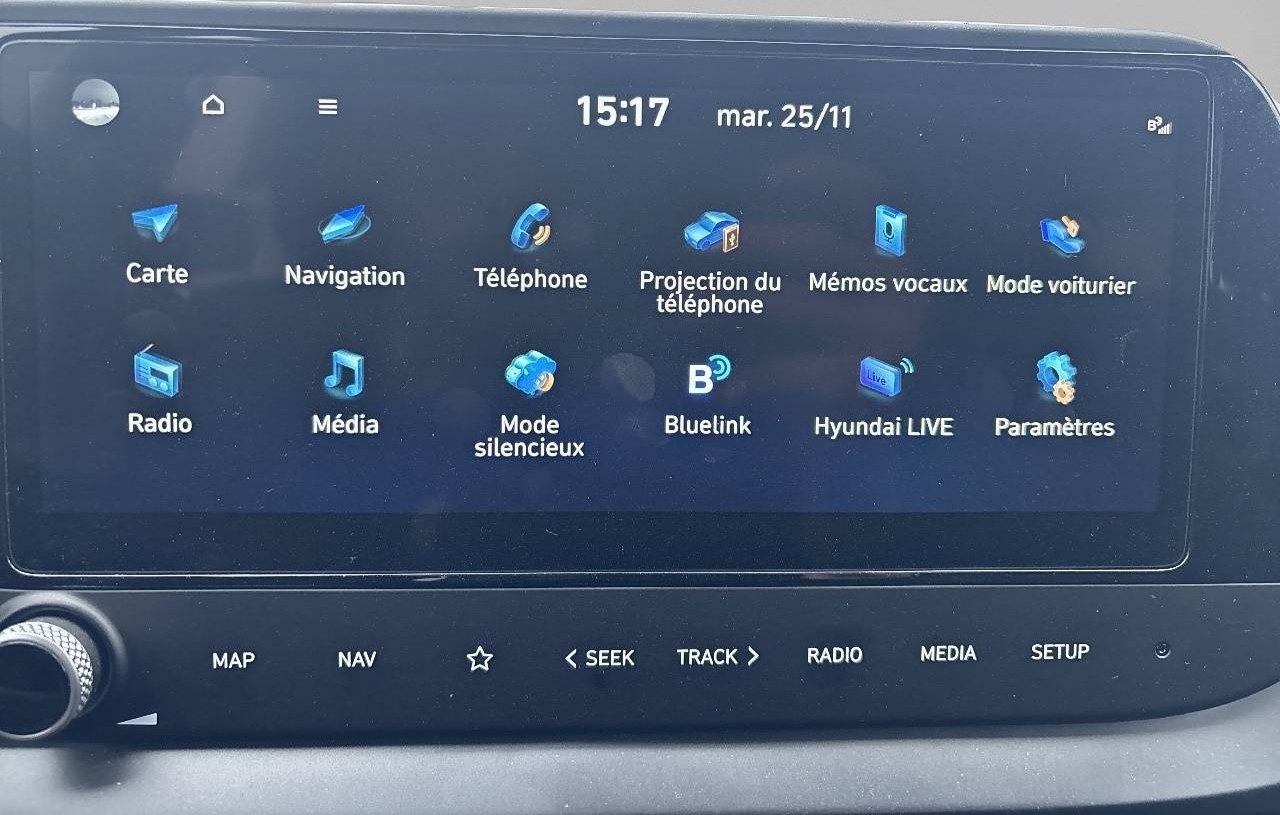 15:17 mar. 25/11
Carte Navigation Téléphone Projection du téléphone Mémos vocaux Mode voiturier
Live
Radio Média Mode silencieux B Bluelink Hyundai LIVE Paramètres
MAP NAV < SEEK TRACK > RADIO MEDIA SETUP